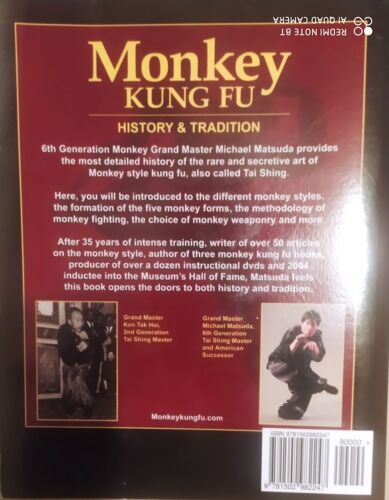 REDMI NOTE 8T
AI QUAD CAMERA
Monkey
KUNG FU
HISTORY & TRADITION
6th Generation Monkey Grand Master Michael Matsuda provides
the most detailed history of the rare and secretive art of
Monkey style kung fu, also called Tai Shing.
Here, you will be introduced to the different monkey styles,
the formation of the five monkey forms, the methodology of
monkey fighting, the choice of monkey weaponry and more.
After 35 years of intense training, writer of over 50 articles
on the monkey style, author of three monkey kung fu books,
producer of over a dozen instructional dvds and 2004
inductee into the Museum's Hall of Fame, Matsuda feels
this book opens the doors to both history and tradition.
Grand Master
Ken Tak Hoi,
2nd Generation
Tai Shing Master
Grand Master
Michael Matsuda,
6th Generation
Tai Shing Master
and American
Successor
Monkeykungfu.com
ISBN 9781502982247
90000 >
9 781502 982247